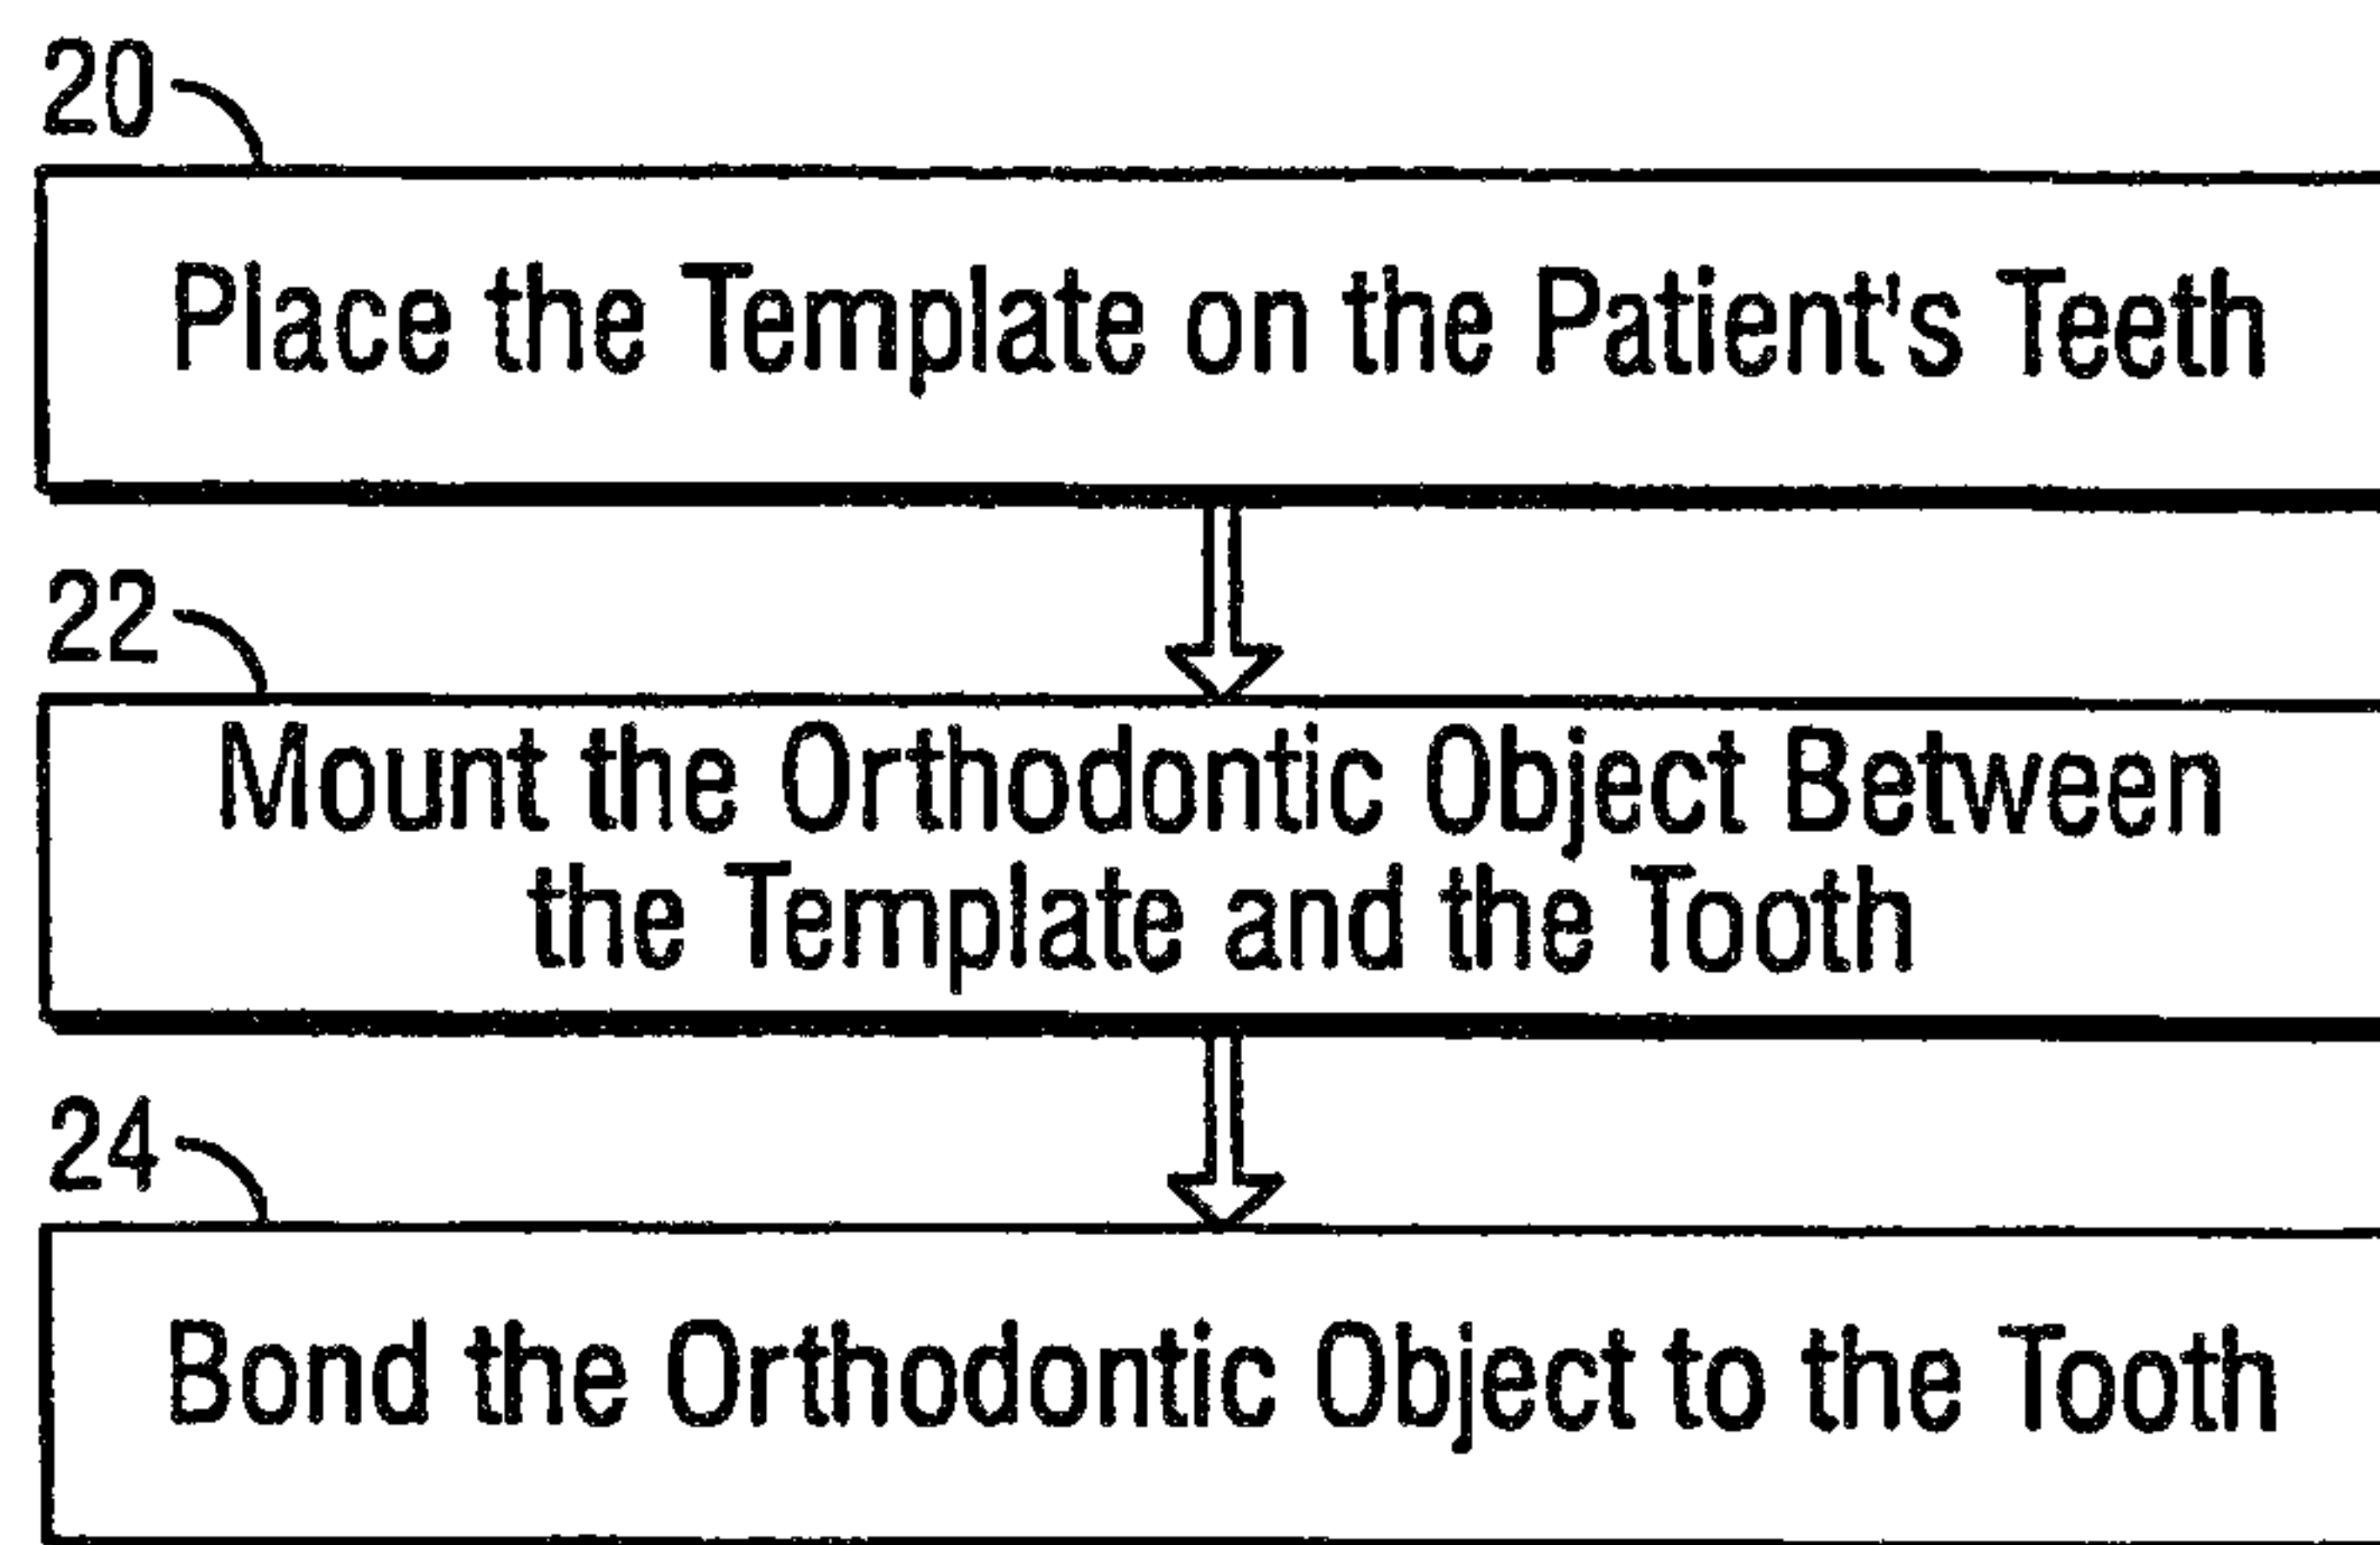 20
Place the Template on the Patient's Teeth
22
Mount the Orthodontic Object Between
the Template and the Tooth
24
Bond the Orthodontic Object to the Tooth